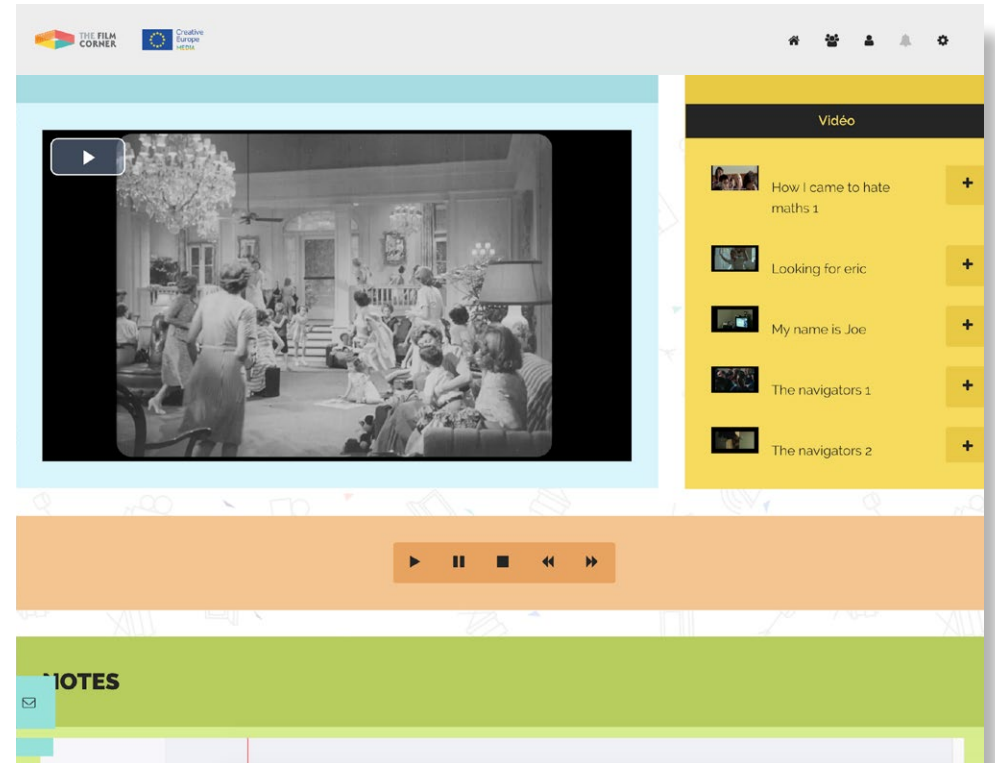 THE FILM
CORNER
Creative
Europe
MEDIA
Vidéo
How I came to hate
maths 1
Looking for eric
My name is Joe
The navigators 1
The navigators 2
NOTES